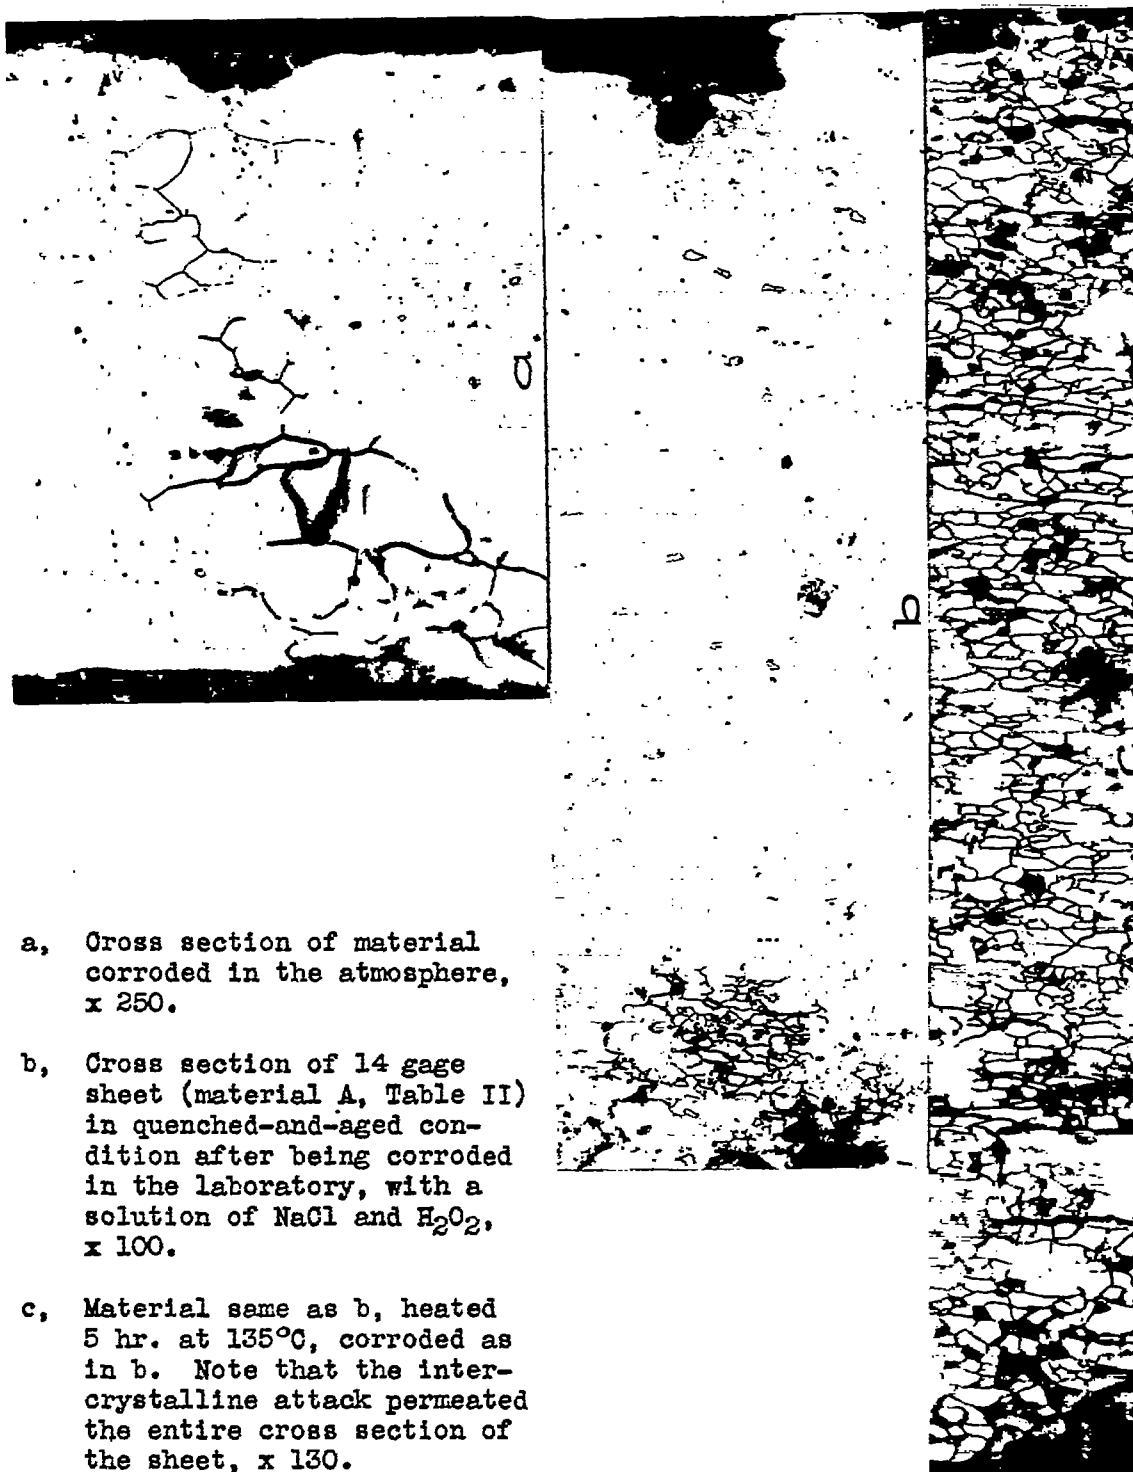 a
b
c
a, Cross section of material
corroded in the atmosphere,
x 250.
b, Cross section of 14 gage
sheet (material A, Table II)
in quenched-and-aged con-
dition after being corroded
in the laboratory, with a
solution of NaCl and H₂O₂,
x 100.
c, Material same as b, heated
5 hr. at 135°C, corroded as
in b. Note that the inter-
crystalline attack permeated
the entire cross section of
the sheet, x 130.